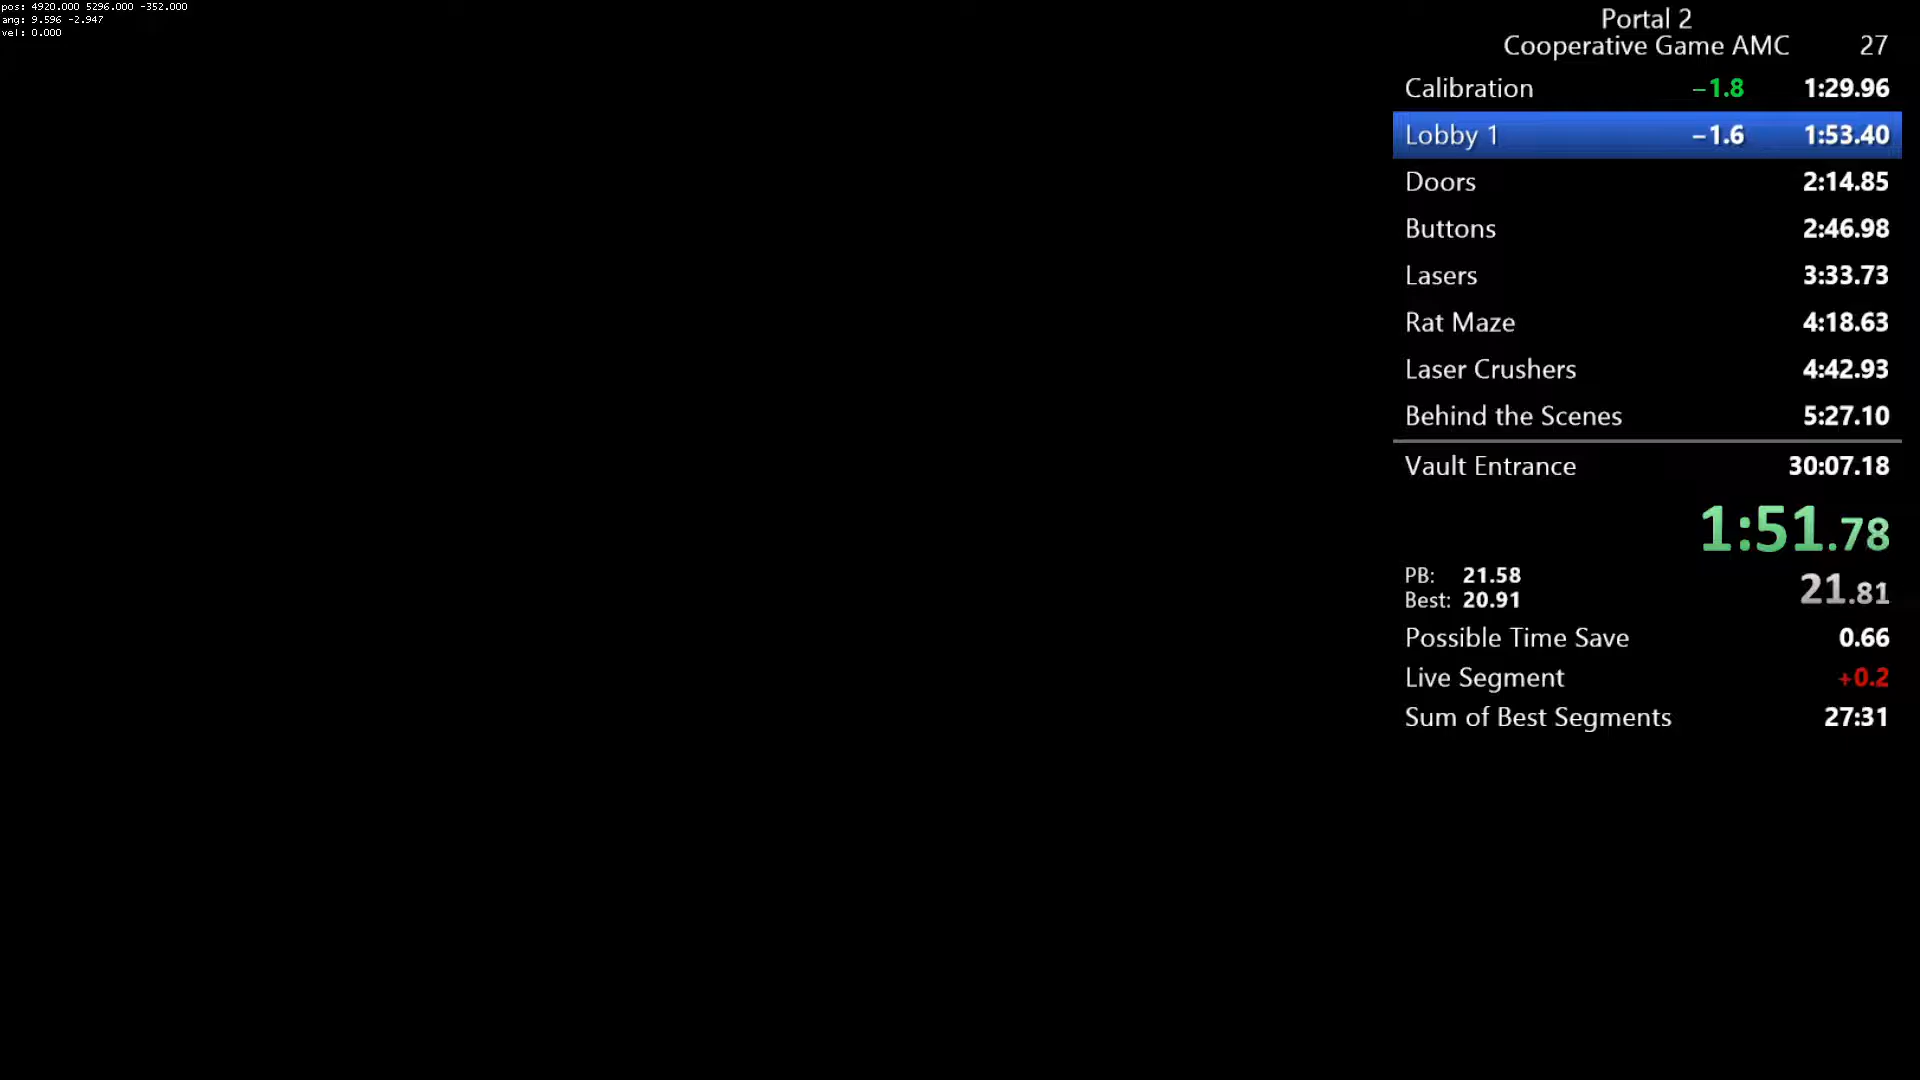 pos: 4920.000 5296.000 -352.000
ang: 9.596 -2.947
vel: 0.000
Portal 2
Cooperative Game AMC 27
Calibration −1.8 1:29.96
Lobby 1 −1.6 1:53.40
Doors 2:14.85
Buttons 2:46.98
Lasers 3:33.73
Rat Maze 4:18.63
Laser Crushers 4:42.93
Behind the Scenes 5:27.10
Vault Entrance 30:07.18
1:51.78
PB: 21.58
Best: 20.91
21.81
Possible Time Save 0.66
Live Segment +0.2
Sum of Best Segments 27:31